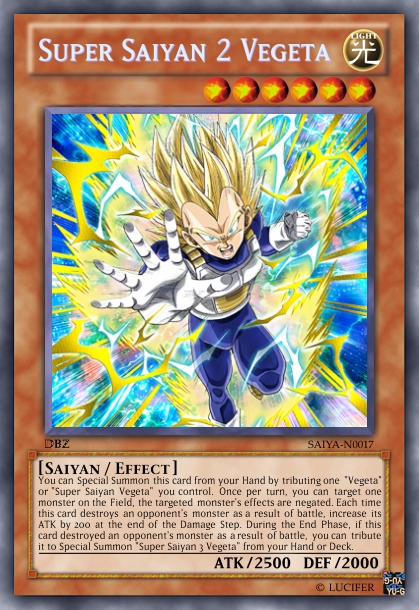 SUPER SAIYAN 2 VEGETA
LIGHT
光
DBZ
SAIYA-N0017
[SAIYAN / EFFECT]
You can Special Summon this card from your Hand by tributing one "Vegeta"
or "Super Saiyan Vegeta" you control. Once per turn, you can target one
monster on the Field, the targeted monster's effects are negated. Each time
this card destroys an opponent's monster as a result of battle, increase its
ATK by 200 at the end of the Damage Step. During the End Phase, if this
card destroyed an opponent's monster as a result of battle, you can tribute
it to Special Summon "Super Saiyan 3 Vegeta" from your Hand or Deck.
ATK/2500 DEF/2000
© LUCIFER
YU-G